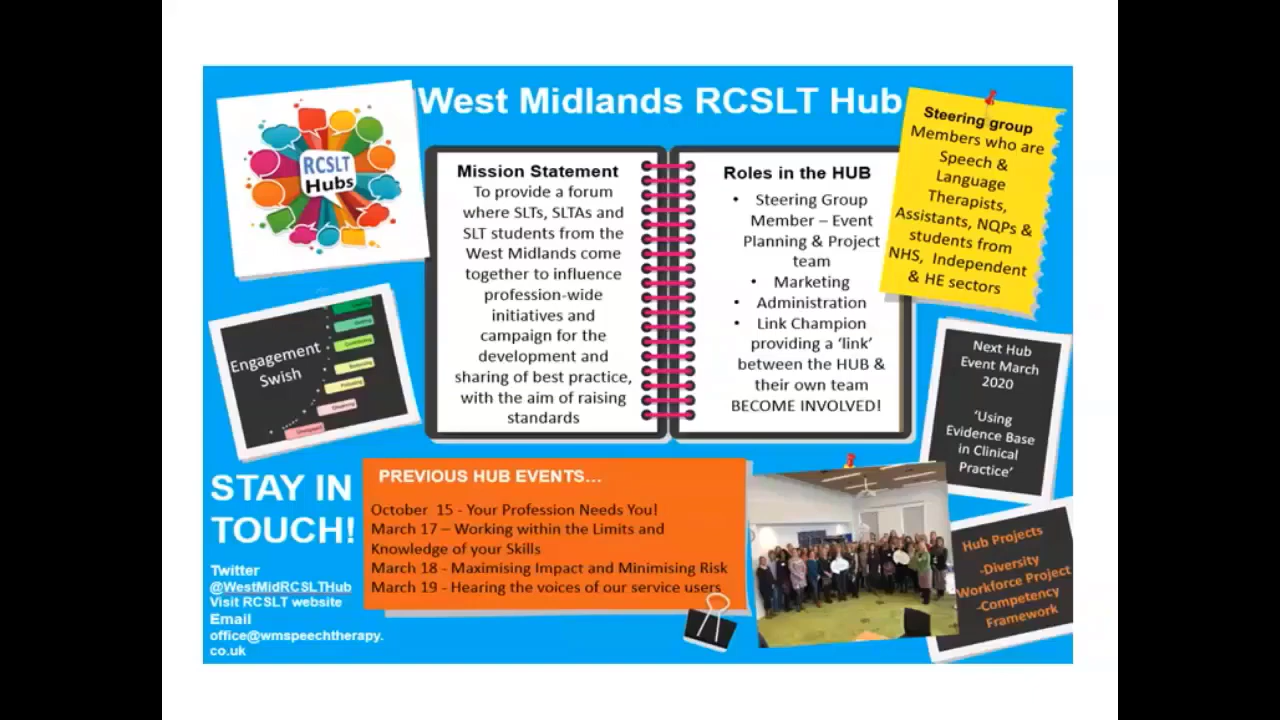 West Midlands RCSLT Hub
RCSLT
Hubs
Mission Statement
To provide a forum
where SLTs, SLTAs and
SLT students from the
West Midlands come
together to influence
profession-wide
initiatives and
campaign for the
development and
sharing of best practice,
with the aim of raising
standards
Roles in the HUB
• Steering Group
Member – Event
Planning & Project
team
• Marketing
• Administration
• Link Champion
providing a 'link'
between the HUB &
their own team
BECOME INVOLVED!
Steering group
Members who are
Speech &
Language
Therapists,
Assistants, NQPs &
students from
NHS, Independent
& HE sectors
Engagement
Swish
Next Hub
Event March
2020
'Using
Evidence Base
in Clinical
Practice'
STAY IN
TOUCH!
Twitter
@WestMidRCSLTHub
Visit RCSLT website
Email
office@wmspeechtherapy.
co.uk
PREVIOUS HUB EVENTS…
October 15 - Your Profession Needs You!
March 17 – Working within the Limits and
Knowledge of your Skills
March 18 - Maximising Impact and Minimising Risk
March 19 - Hearing the voices of our service users
Hub Projects
-Diversity
Workforce Project
-Competency
Framework